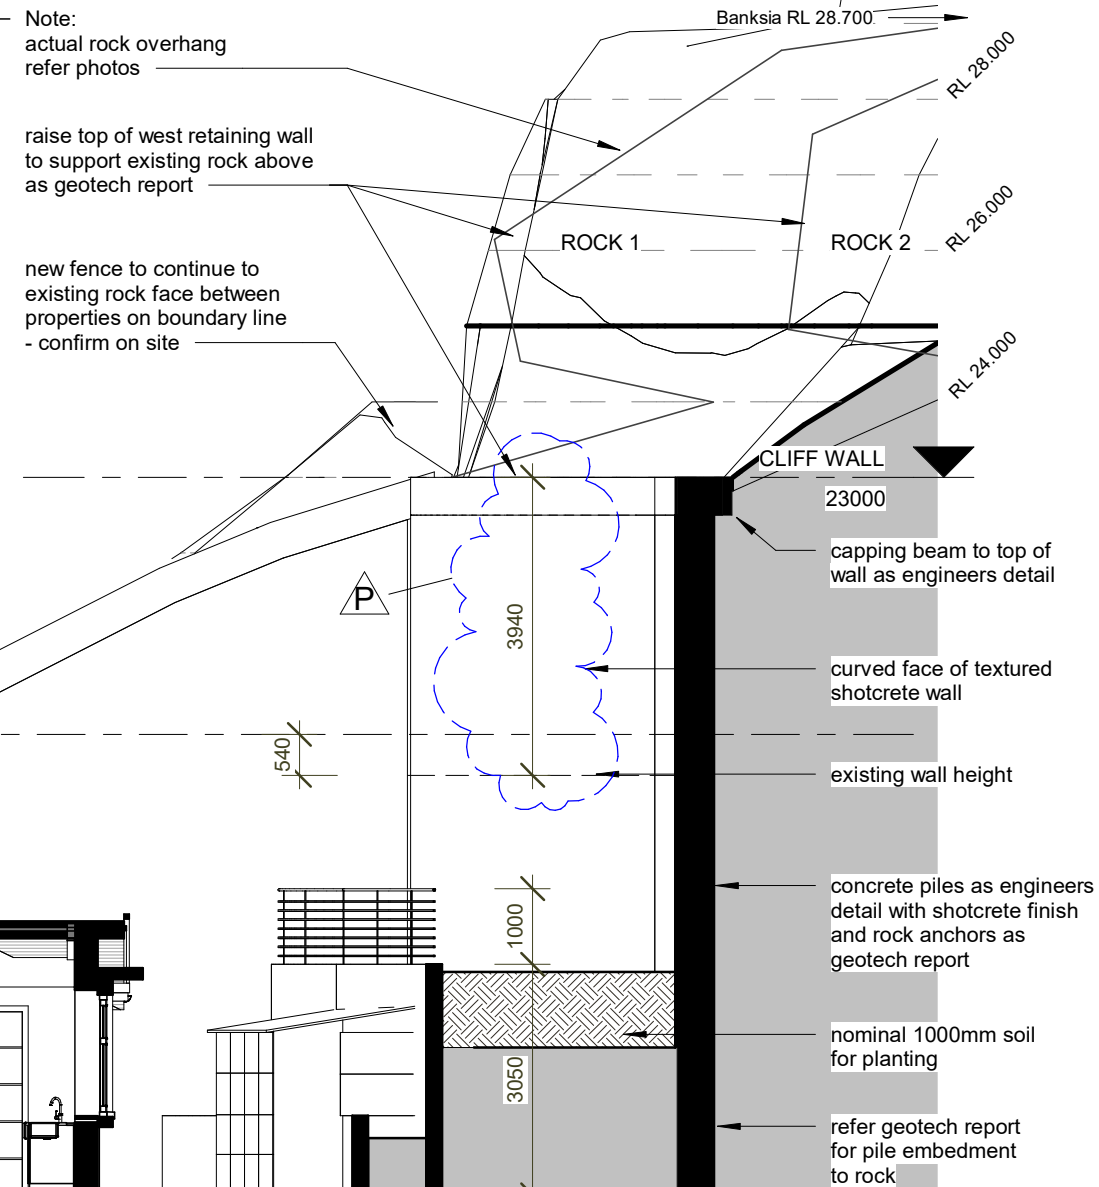 Note:
actual rock overhang
refer photos
Banksia RL 28.700
RL 28.000
raise top of west retaining wall
to support existing rock above
as geotech report
RL 26.000
ROCK 1
ROCK 2
new fence to continue to
existing rock face between
properties on boundary line
- confirm on site
RL 24.000
CLIFF WALL
23000
capping beam to top of
wall as engineers detail
P
3940
curved face of textured
shotcrete wall
540
existing wall height
concrete piles as engineers
detail with shotcrete finish
and rock anchors as
geotech report
1000
nominal 1000mm soil
for planting
3050
refer geotech report
for pile embedment
to rock